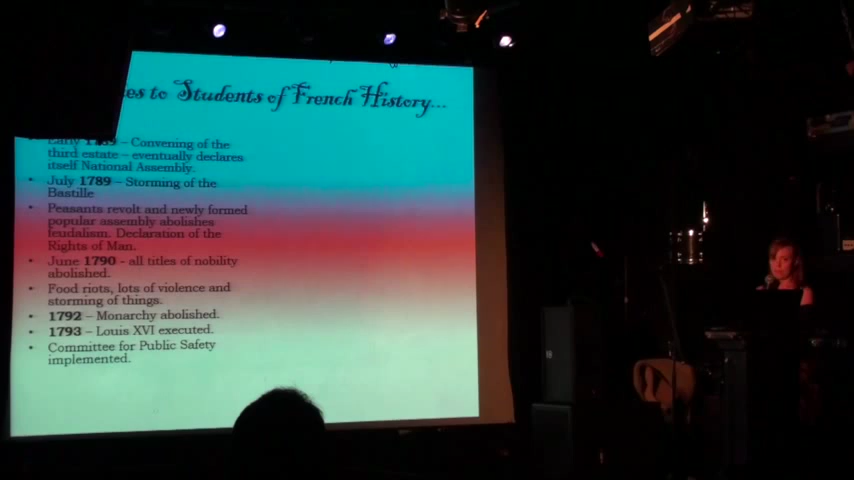 es to Students of French History...
• Early 1789 – Convening of the
third estate – eventually declares
itself National Assembly.
• July 1789 – Storming of the
Bastille
• Peasants revolt and newly formed
popular assembly abolishes
feudalism. Declaration of the
Rights of Man.
• June 1790 - all titles of nobility
abolished.
• Food riots, lots of violence and
storming of things.
• 1792 – Monarchy abolished.
• 1793 – Louis XVI executed.
• Committee for Public Safety
implemented.